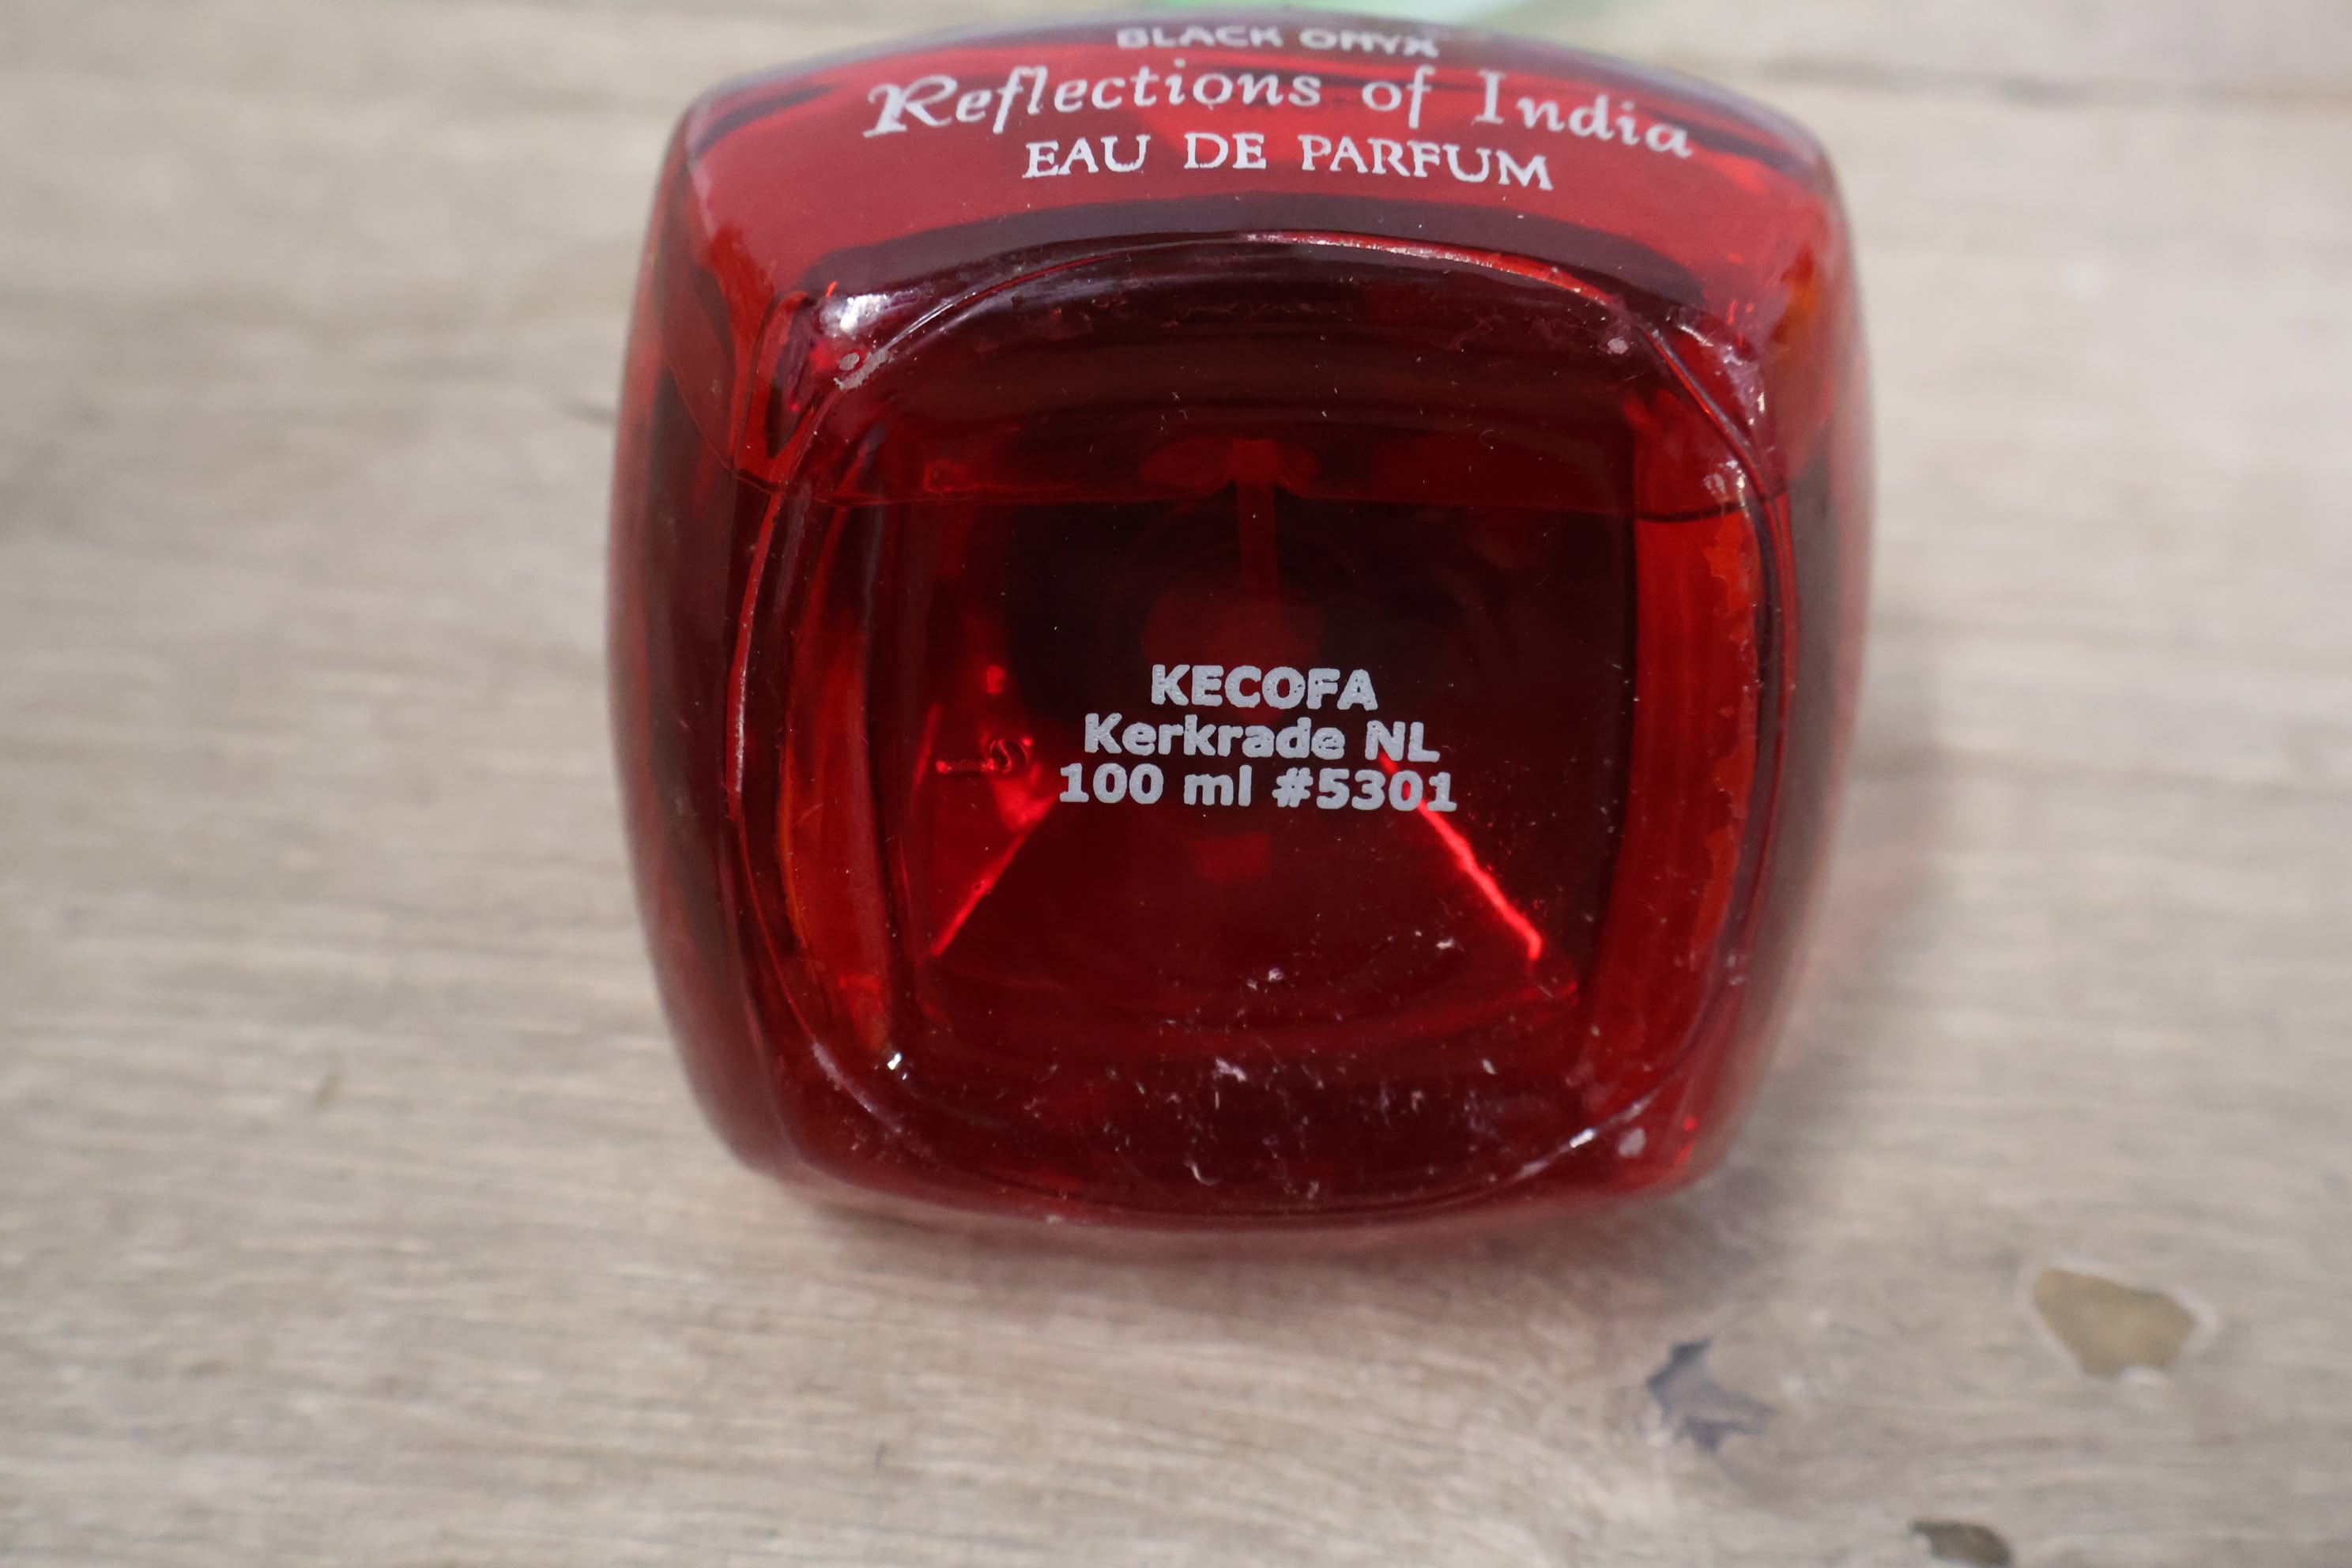 BLACK ONYX
Reflections of India
EAU DE PARFUM
KECOFA
Kerkrade NL
100 ml #5301